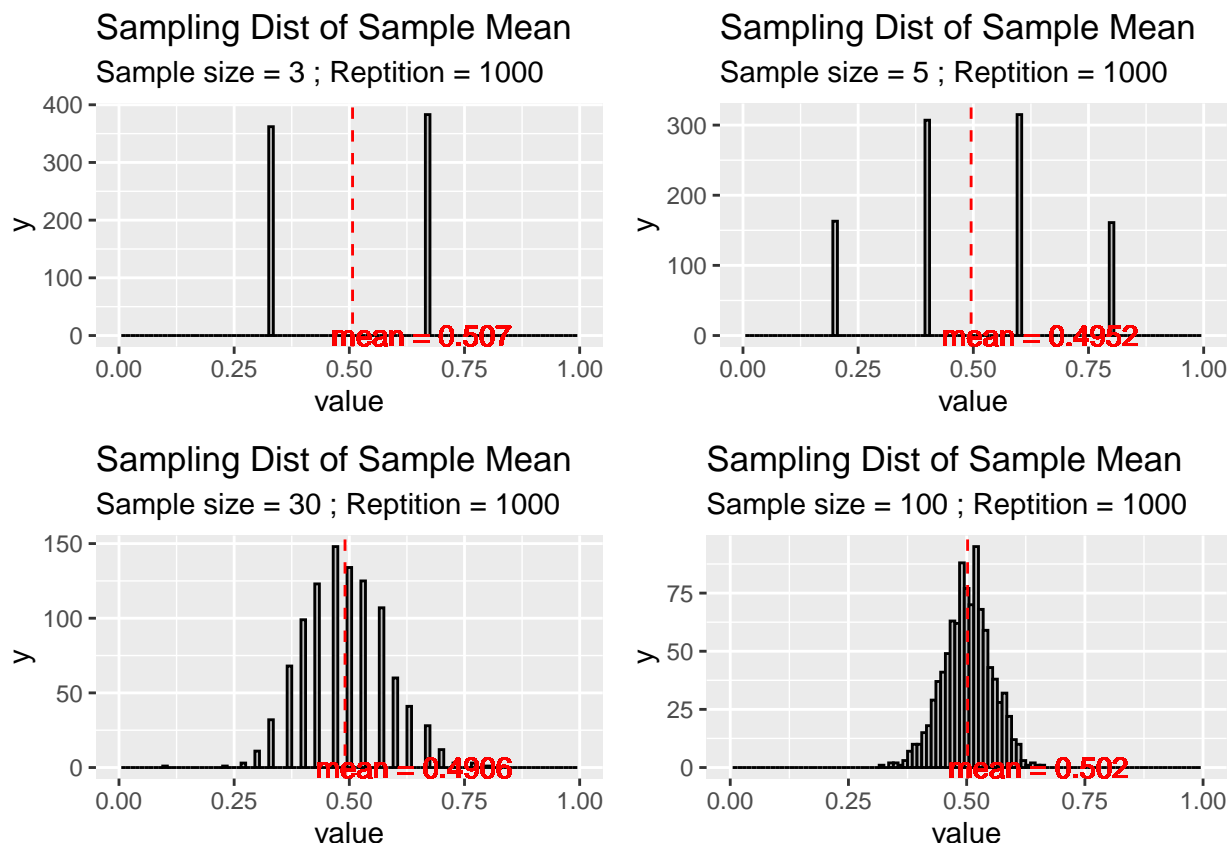 Sampling Dist of Sample Mean
Sample size = 3 ; Reptition = 1000
400
300
200
100
0
y
mean = 0.507
0.00 0.25 0.50 0.75 1.00
value
Sampling Dist of Sample Mean
Sample size = 5 ; Reptition = 1000
300
200
100
0
y
mean = 0.4952
0.00 0.25 0.50 0.75 1.00
value
Sampling Dist of Sample Mean
Sample size = 30 ; Reptition = 1000
150
100
50
0
y
mean = 0.4906
0.00 0.25 0.50 0.75 1.00
value
Sampling Dist of Sample Mean
Sample size = 100 ; Reptition = 1000
75
50
25
0
y
mean = 0.502
0.00 0.25 0.50 0.75 1.00
value